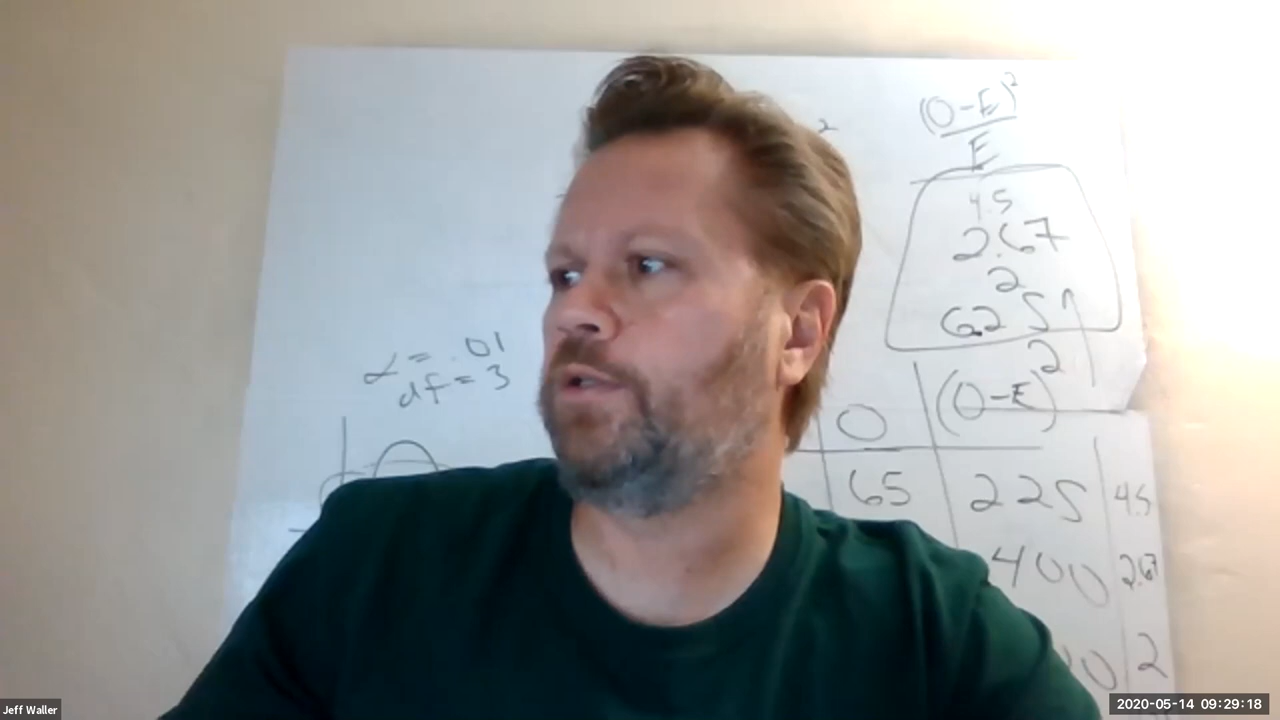 2
(O-E)²
E
4.5
2.67
2
6.25
α = .01
df = 3
O
(O-E)²
65
225
4.5
400
2.67
2
Jeff Waller
2020-05-14 09:29:18